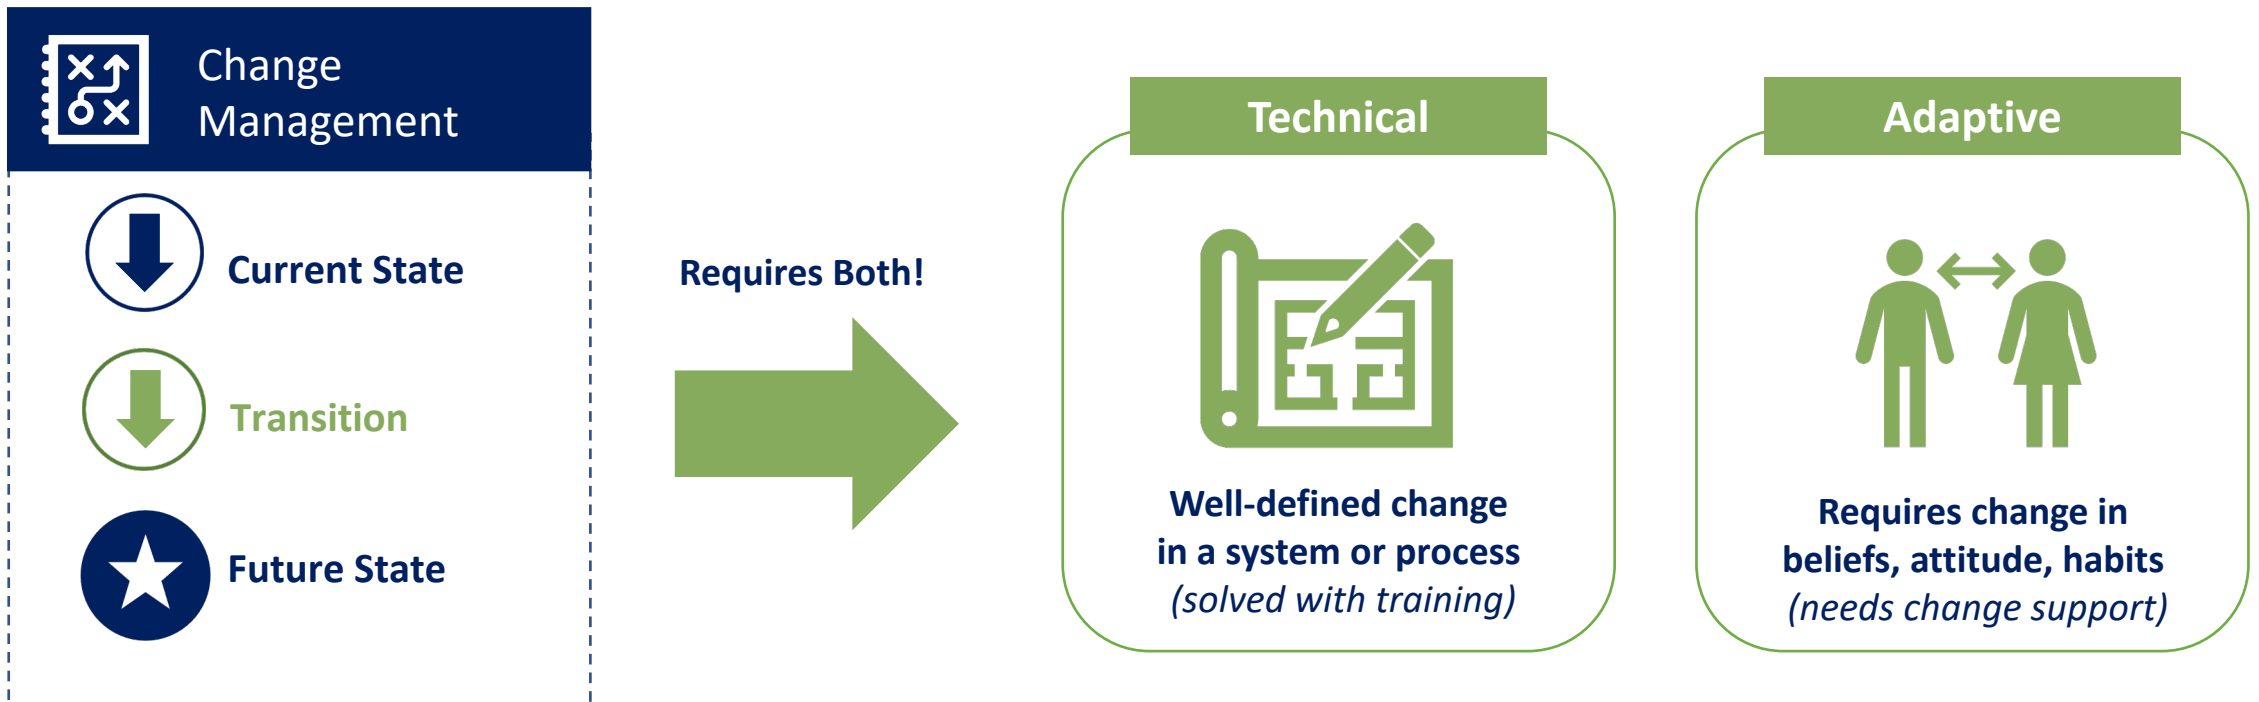 Change
Management
Current State
Transition
Future State
Requires Both!
Technical
Well-defined change
in a system or process
(solved with training)
Adaptive
Requires change in
beliefs, attitude, habits
(needs change support)